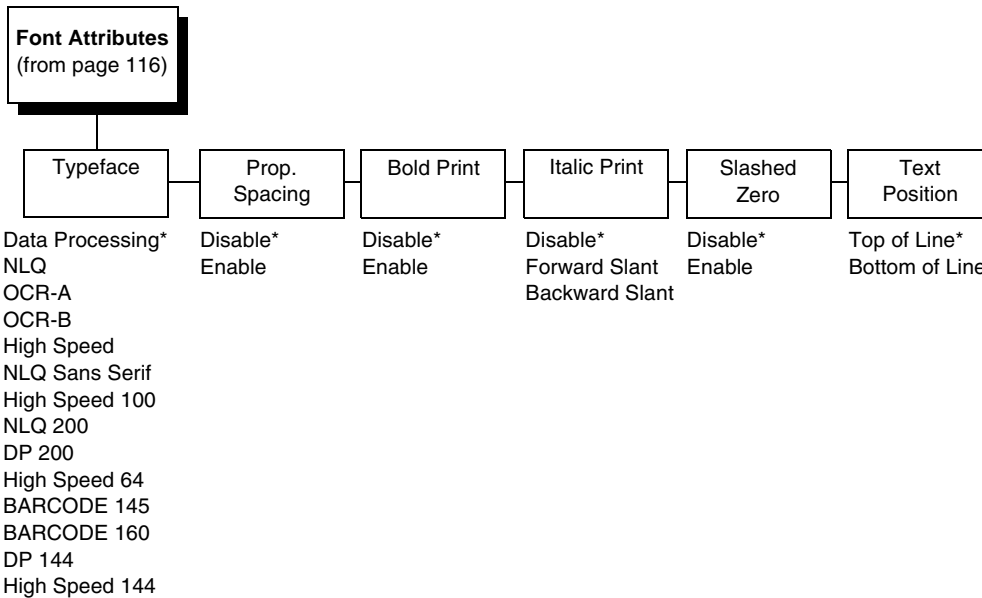 Font Attributes
(from page 116)
Typeface
Prop.
Spacing
Bold Print
Italic Print
Slashed
Zero
Text
Position
Data Processing*
NLQ
OCR-A
OCR-B
High Speed
NLQ Sans Serif
High Speed 100
NLQ 200
DP 200
High Speed 64
BARCODE 145
BARCODE 160
DP 144
High Speed 144
Disable*
Enable
Disable*
Enable
Disable*
Forward Slant
Backward Slant
Disable*
Enable
Top of Line*
Bottom of Line